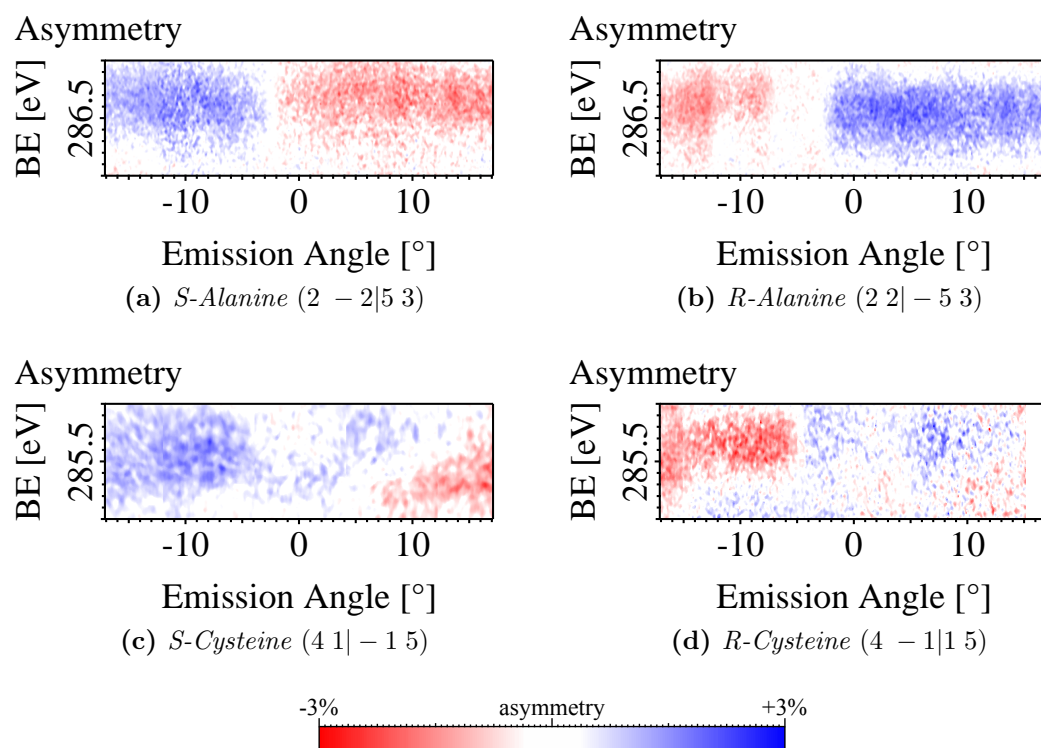 Asymmetry
BE [eV]
286.5
-10 0 10
Emission Angle [°]
(a) S-Alanine (2 − 2|5 3)
Asymmetry
BE [eV]
286.5
-10 0 10
Emission Angle [°]
(b) R-Alanine (2 2| − 5 3)
Asymmetry
BE [eV]
285.5
-10 0 10
Emission Angle [°]
(c) S-Cysteine (4 1| − 1 5)
Asymmetry
BE [eV]
285.5
-10 0 10
Emission Angle [°]
(d) R-Cysteine (4 − 1|1 5)
-3% asymmetry +3%